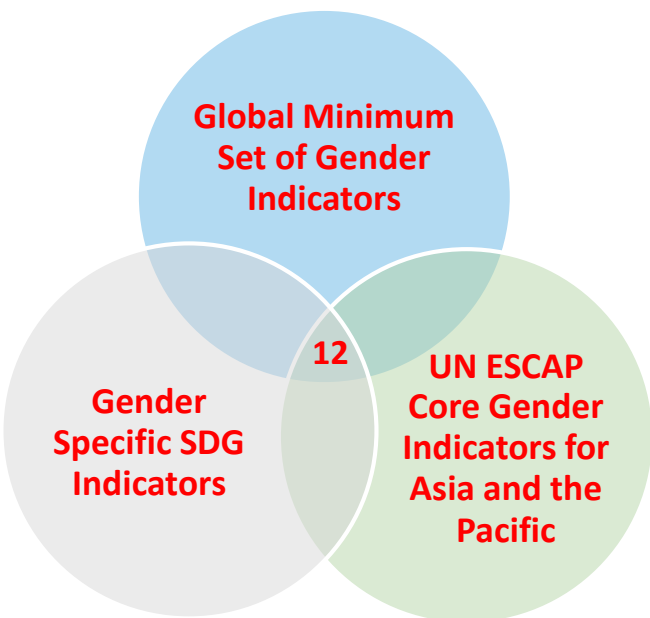 Global Minimum
Set of Gender
Indicators
12
Gender
Specific SDG
Indicators
UN ESCAP
Core Gender
Indicators for
Asia and the
Pacific